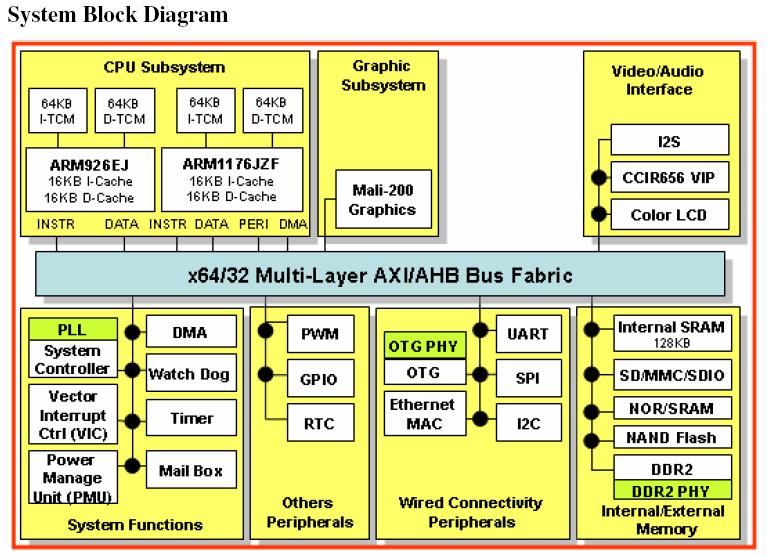 System Block Diagram
CPU Subsystem
64KB
I-TCM
64KB
D-TCM
64KB
I-TCM
64KB
D-TCM
ARM926EJ
16KB I-Cache
16KB D-Cache
ARM1176JZF
16KB I-Cache
16KB D-Cache
INSTR
DATA
INSTR
DATA
PERI
DMA
Graphic
Subsystem
Mali-200
Graphics
Video/Audio
Interface
I2S
CCIR656 VIP
Color LCD
x64/32 Multi-Layer AXI/AHB Bus Fabric
PLL
System
Controller
Vector
Interrupt
Ctrl (VIC)
Power
Manage
Unit (PMU)
DMA
Watch Dog
Timer
Mail Box
System Functions
PWM
GPIO
RTC
Others
Peripherals
OTG PHY
OTG
Ethernet
MAC
UART
SPI
I2C
Wired Connectivity
Peripherals
Internal SRAM
128KB
SD/MMC/SDIO
NOR/SRAM
NAND Flash
DDR2
DDR2 PHY
Internal/External
Memory